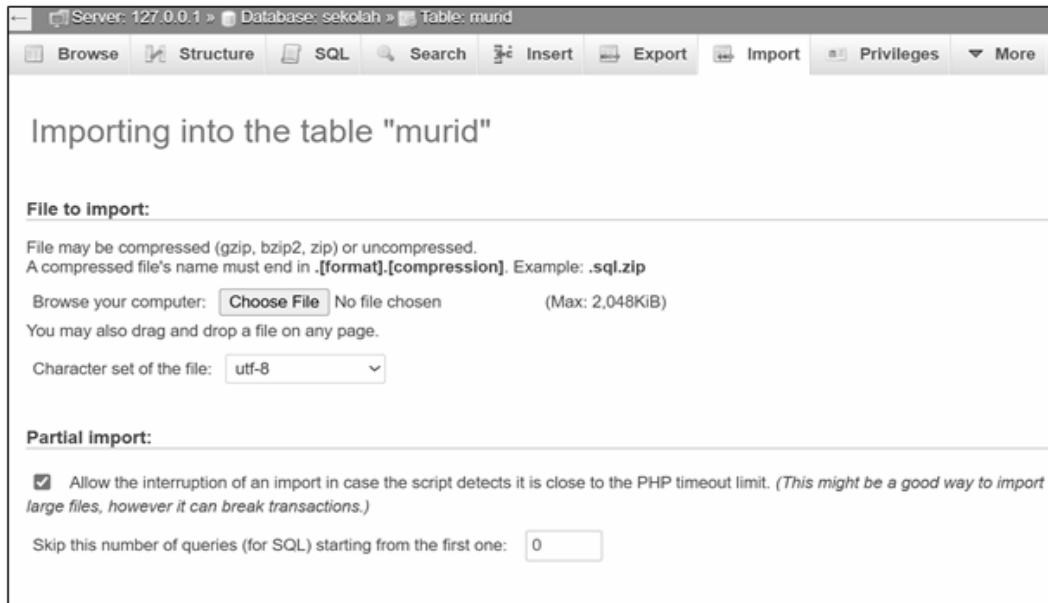 Server: 127.0.0.1 » Database: sekolah » Table: murid
Browse Structure SQL Search Insert Export Import Privileges More
Importing into the table "murid"
File to import:
File may be compressed (gzip, bzip2, zip) or uncompressed.
A compressed file's name must end in .[format].[compression]. Example: .sql.zip
Browse your computer: Choose File No file chosen (Max: 2,048KiB)
You may also drag and drop a file on any page.
Character set of the file: utf-8
Partial import:
Allow the interruption of an import in case the script detects it is close to the PHP timeout limit. (This might be a good way to import
large files, however it can break transactions.)
Skip this number of queries (for SQL) starting from the first one: 0